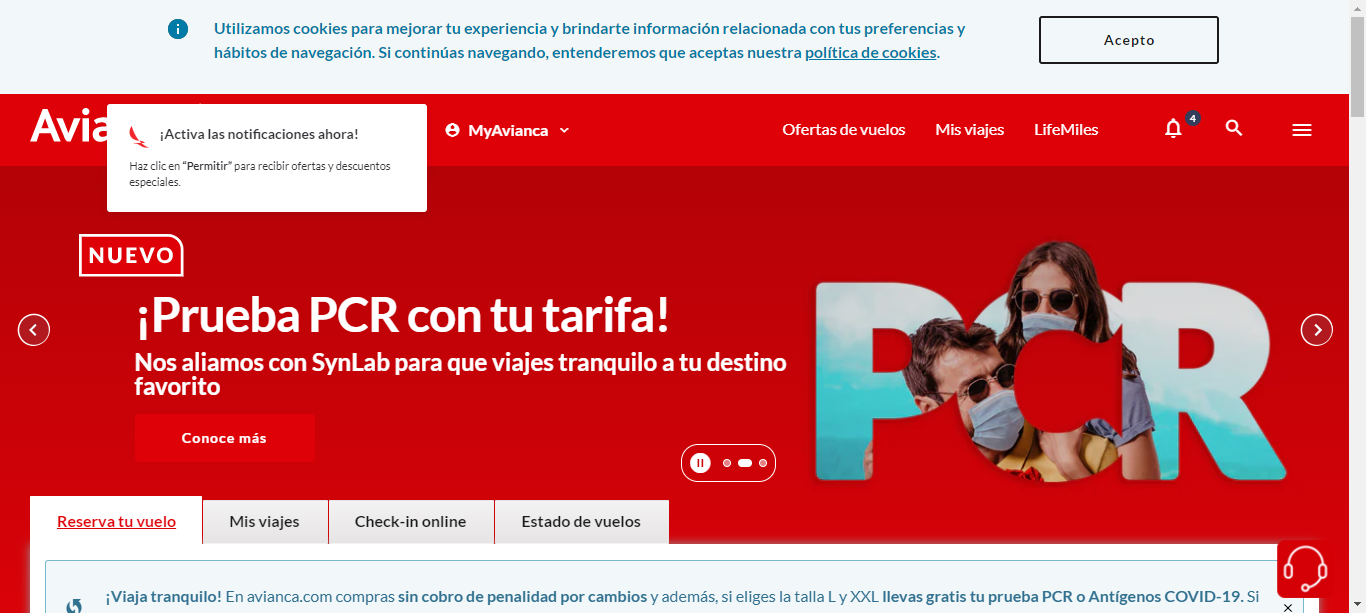 Utilizamos cookies para mejorar tu experiencia y brindarte información relacionada con tus preferencias y
hábitos de navegación. Si continúas navegando, entenderemos que aceptas nuestra política de cookies.
Acepto
Avia
¡Activa las notificaciones ahora!
Haz clic en “Permitir” para recibir ofertas y descuentos
especiales.
MyAvianca
Ofertas de vuelos
Mis viajes
LifeMiles
4
NUEVO
¡Prueba PCR con tu tarifa!
Nos aliamos con SynLab para que viajes tranquilo a tu destino
favorito
Conoce más
PCR
Reserva tu vuelo
Mis viajes
Check-in online
Estado de vuelos
¡Viaja tranquilo! En avianca.com compras sin cobro de penalidad por cambios y además, si eliges la talla L y XXL llevas gratis tu prueba PCR o Antígenos COVID-19. Si